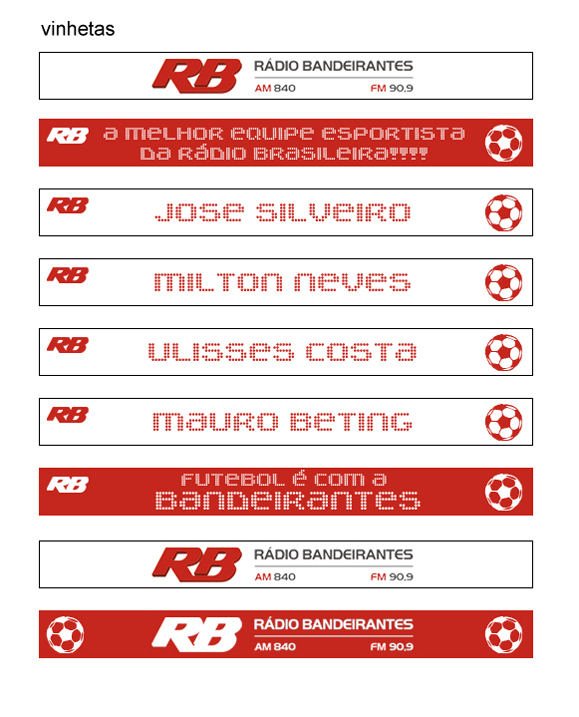 vinhetas
RB RÁDIO BANDEIRANTES
AM 840 FM 90,9
RB A MELHOR EQUIPE ESPORTISTA
DA RÁDIO BRASILEIRA!!!!
RB JOSE SILVEIRO
RB MILTON NEVES
RB ULISSES COSTA
RB MAURO BETING
RB FUTEBOL É COM A
BANDEIRANTES
RB RÁDIO BANDEIRANTES
AM 840 FM 90,9
RB RÁDIO BANDEIRANTES
AM 840 FM 90,9